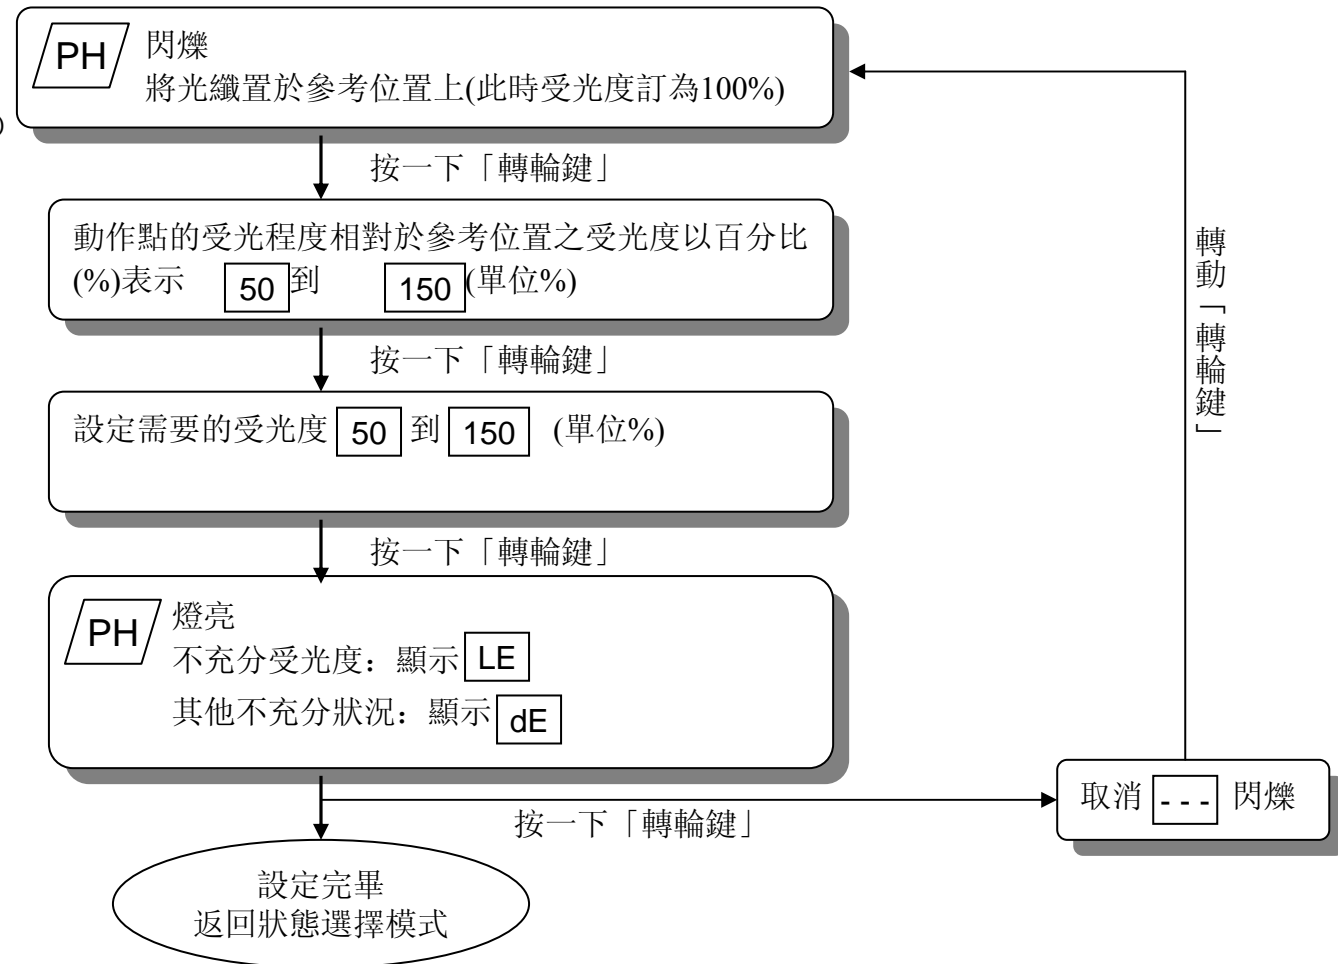 PH 閃爍
將光纖置於參考位置上(此時受光度訂為100%)
)
按一下「轉輪鍵」
動作點的受光程度相對於參考位置之受光度以百分比
(%)表示 50 到 150 (單位%)
按一下「轉輪鍵」
設定需要的受光度 50 到 150 (單位%)
按一下「轉輪鍵」
PH 燈亮
不充分受光度：顯示 LE
其他不充分狀況：顯示 dE
按一下「轉輪鍵」
取消 - - - 閃爍
轉動「轉輪鍵」
設定完畢
返回狀態選擇模式